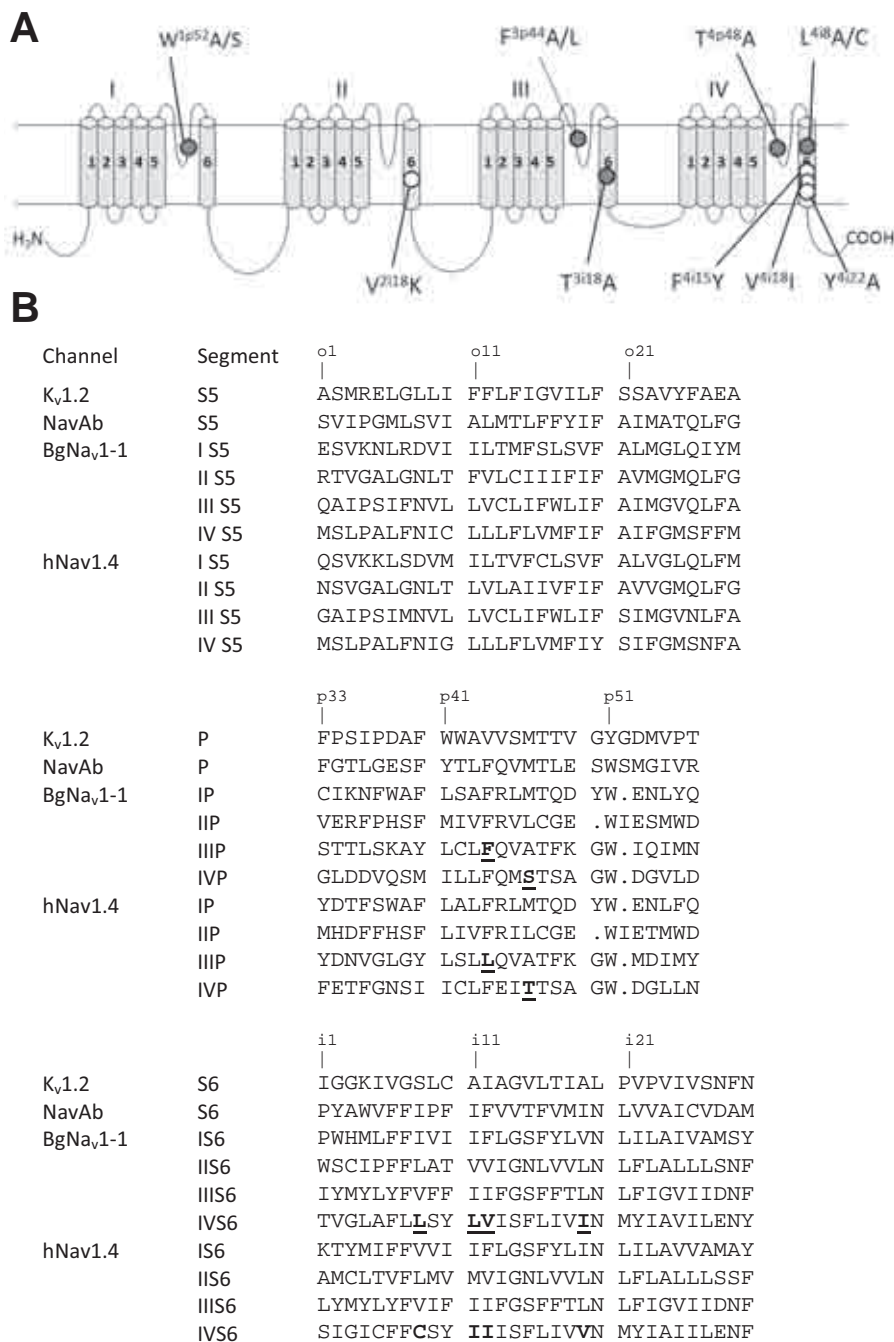 A
W1p52A/S
F3p44A/L
T4p48A
L4i8A/C
I
II
III
IV
1 2 3 4 5 6
1 2 3 4 5 6
1 2 3 4 5 6
1 2 3 4 5 6
H2N
COOH
V2i18K
T3i18A
F4i15Y
V4i18I
Y4i22A
B
o1 o11 o21
Channel Segment | | |
Kv1.2 S5 ASMRELGLLI FFLFIGVILF SSAVYFAEA
NavAb S5 SVIPGMLSVI ALMTLFFYIF AIMATQLFG
BgNav1-1 I S5 ESVKNLRDVI ILTMFSLSVF ALMGLQIYM
II S5 RTVGALGNLT FVLCIIIFIF AVMGMQLFG
III S5 QAIPSIFNVL LVCLIFWLIF AIMGVQLFA
IV S5 MSLPALFNIC LLLFLVMFIF AIFGMSFFM
hNav1.4 I S5 QSVKKLSDVM ILTVFCLSVF ALVGLQLFM
II S5 NSVGALGNLT LVLAIIVFIF AVVGMQLFG
III S5 GAIPSIMNVL LVCLIFWLIF SIMGVNLFA
IV S5 MSLPALFNIG LLLFLVMFIY SIFGMSNFA
p33 p41 p51
| | |
Kv1.2 P FPSIPDAF WWAVVSMTTV GYGDMVPT
NavAb P FGTLGESF YTLFQVMTLE SWSMGIVR
BgNav1-1 IP CIKNFWAF LSAFRLMTQD YW.ENLYQ
IIP VERFPHSF MIVFRVLCGE .WIESMWD
IIIP STTLSKAY LCLFQVATFK GW.IQIMN
IVP GLDDVQSM ILLFQMSTSA GW.DGVLD
hNav1.4 IP YDTFSWAF LALFRLMTQD YW.ENLFQ
IIP MHDFFHSF LIVFRILCGE .WIETMWD
IIIP YDNVGLGY LSLLQVATFK GW.MDIMY
IVP FETFGNSI ICLFEITTSA GW.DGLLN
i1 i11 i21
| | |
Kv1.2 S6 IGGKIVGSLC AIAGVLTIAL PVPVIVSNFN
NavAb S6 PYAWVFFIPF IFVVTFVMIN LVVAICVDAM
BgNav1-1 IS6 PWHMLFFIVI IFLGSFYLVN LILAIVAMSY
IIS6 WSCIPFFLAT VVIGNLVVLN LFLALLLSNF
IIIS6 IYMYLYFVFF IIFGSFFTLN LFIGVIIDNF
IVS6 TVGLAFLLSY LVISFLIVIN MYIAVILENY
hNav1.4 IS6 KTYMIFFVVI IFLGSFYLIN LILAVVAMAY
IIS6 AMCLTVFLMV MVIGNLVVLN LFLALLLSSF
IIIS6 LYMYLYFVIF IIFGSFFTLN LFIGVIIDNF
IVS6 SIGICFFCSY IIISFLIVVN MYIAIILENF